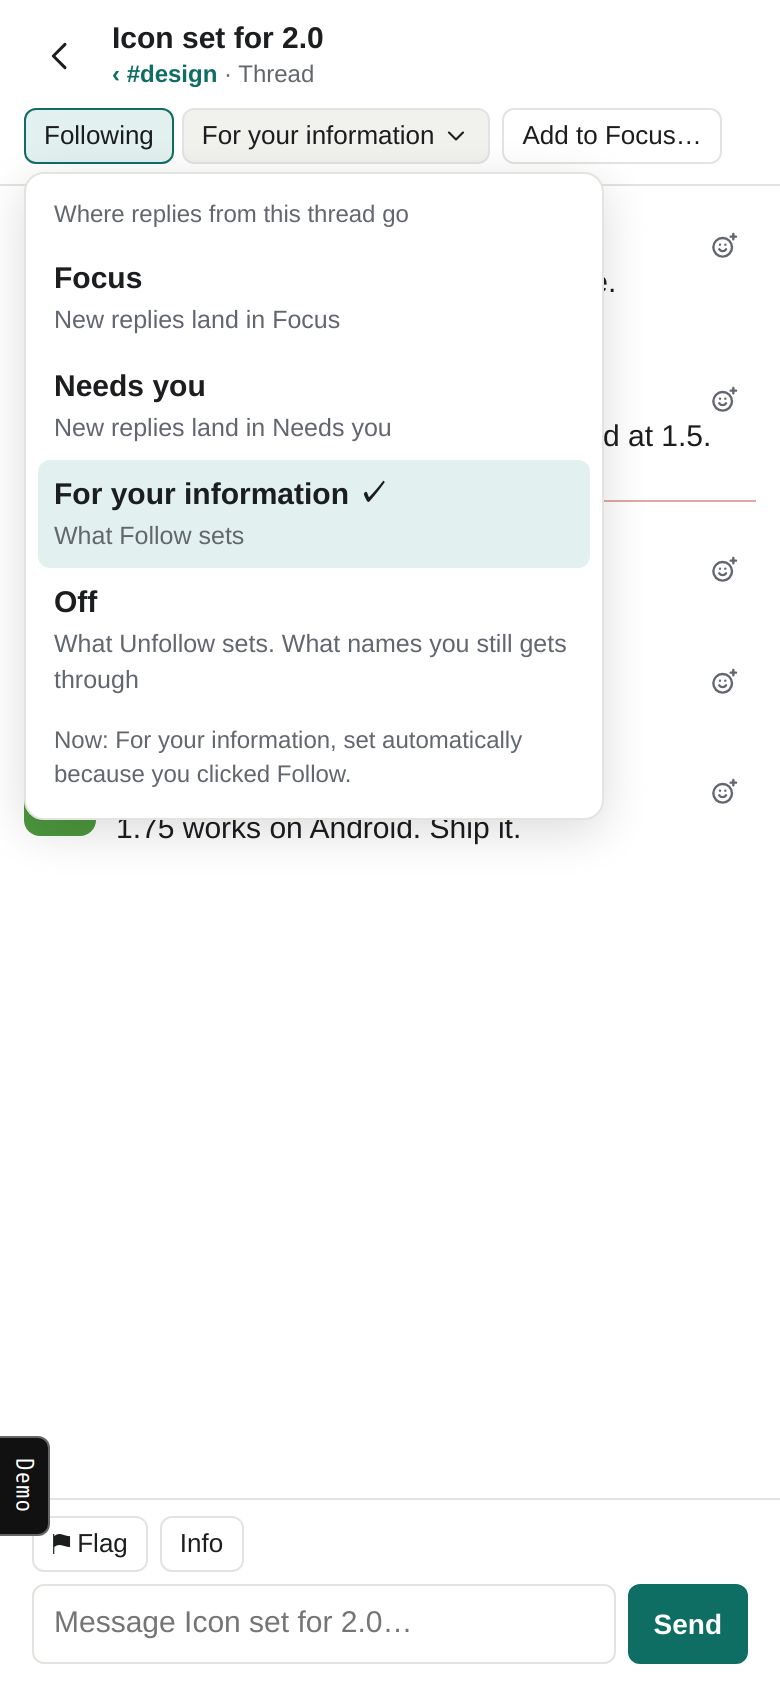 Icon set for 2.0
‹ #design · Thread
Following
For your information
Add to Focus…
Where replies from this thread go
Focus
New replies land in Focus
Needs you
New replies land in Needs you
For your information ✓
What Follow sets
Off
What Unfollow sets. What names you still gets
through
Now: For your information, set automatically
because you clicked Follow.
e.
d at 1.5.
1.75 works on Android. Ship it.
Demo
Flag
Info
Message Icon set for 2.0…
Send